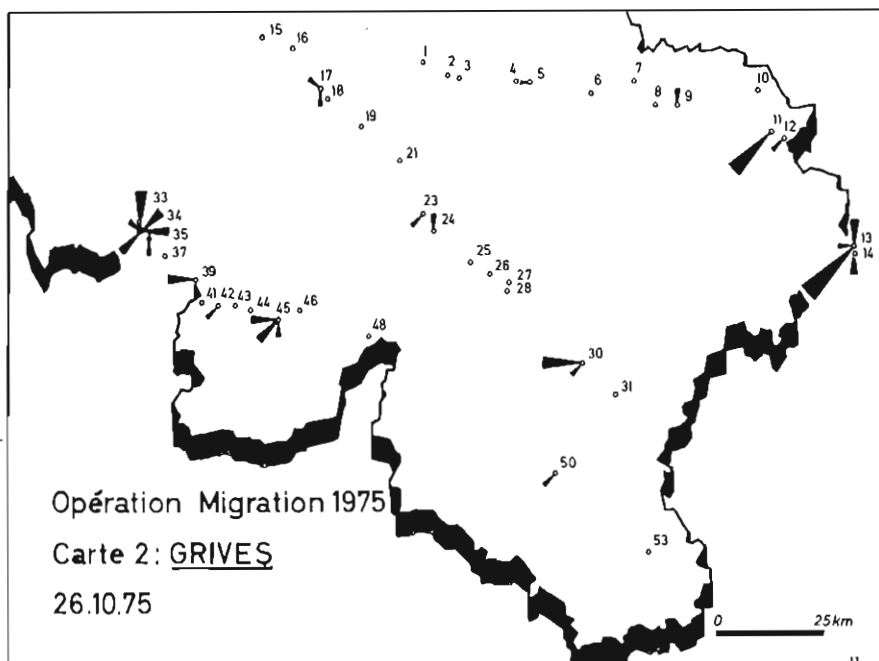 15 16 1 2 3 4 5 6 7 8 9 10
17 18 19 21 11 12
33 34 35 37 23 24 13 14
39 25 26 27 28
41 42 43 44 45 46
48 30 31
50
53
Opération Migration 1975
Carte 2: GRIVES
26.10.75
0 25km